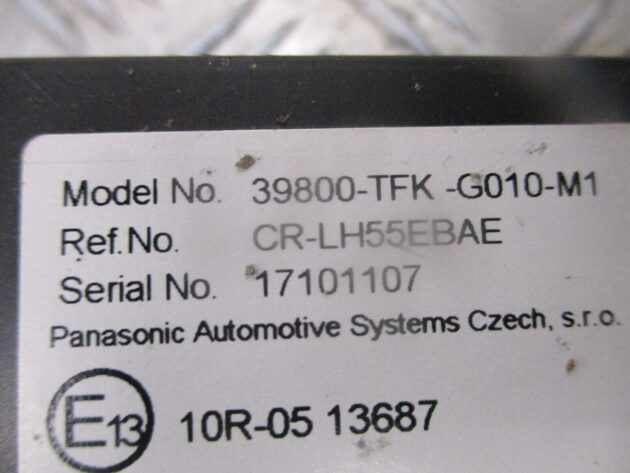 Model No. 39800-TFK -G010-M1
Ref.No. CR-LH55EBAE
Serial No. 17101107
Panasonic Automotive Systems Czech, s.r.o.
E13 10R-05 13687